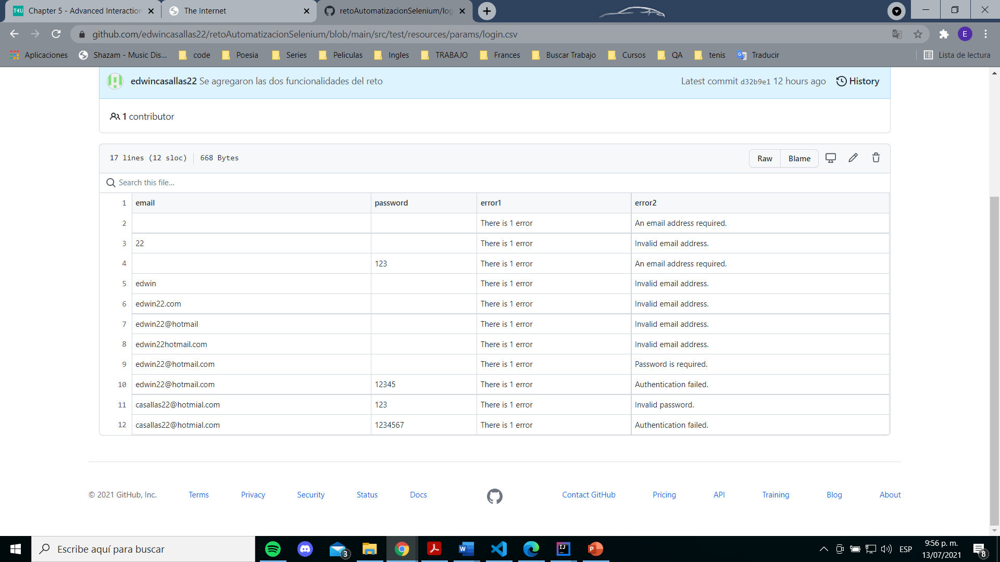 Chapter 5 - Advanced Interaction
The Internet
retoAutomatizacionSelenium/log
github.com/edwincasallas22/retoAutomatizacionSelenium/blob/main/src/test/resources/params/login.csv
E
Aplicaciones
Shazam - Music Dis...
code
Poesia
Series
Peliculas
Ingles
TRABAJO
Frances
Buscar Trabajo
Cursos
QA
tenis
Traducir
Lista de lectura
edwincasallas22 Se agregaron las dos funcionalidades del reto
Latest commit d32b9e1 12 hours ago
History
1 contributor
17 lines (12 sloc)
668 Bytes
Raw
Blame
Search this file...
1 email password error1 error2
2 There is 1 error An email address required.
3 22 There is 1 error Invalid email address.
4 123 There is 1 error An email address required.
5 edwin There is 1 error Invalid email address.
6 edwin22.com There is 1 error Invalid email address.
7 edwin22@hotmail There is 1 error Invalid email address.
8 edwin22hotmail.com There is 1 error Invalid email address.
9 edwin22@hotmail.com There is 1 error Password is required.
10 edwin22@hotmail.com 12345 There is 1 error Authentication failed.
11 casallas22@hotmial.com 123 There is 1 error Invalid password.
12 casallas22@hotmial.com 1234567 There is 1 error Authentication failed.
© 2021 GitHub, Inc.
Terms
Privacy
Security
Status
Docs
Contact GitHub
Pricing
API
Training
Blog
About
Escribe aquí para buscar
3
ESP
9:56 p. m.
13/07/2021
8